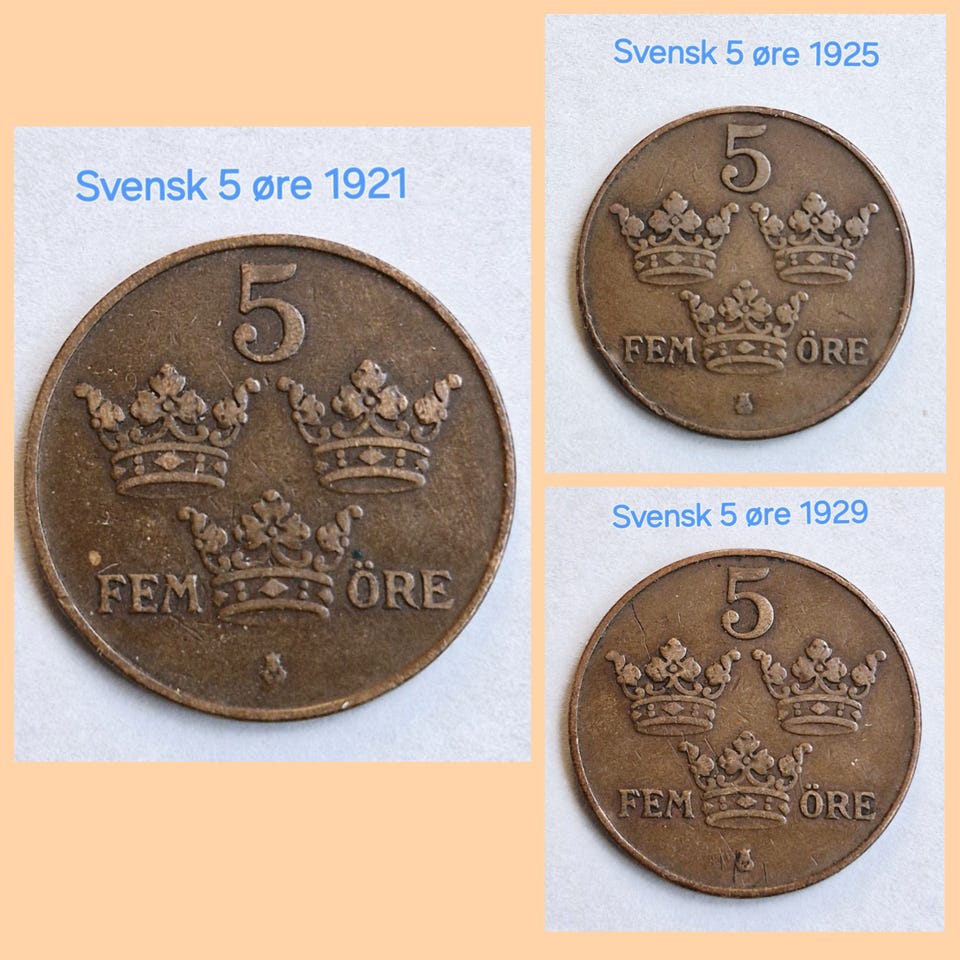 Svensk 5 øre 1921
5
FEM ÖRE
Svensk 5 øre 1925
5
FEM ÖRE
Svensk 5 øre 1929
5
FEM ÖRE